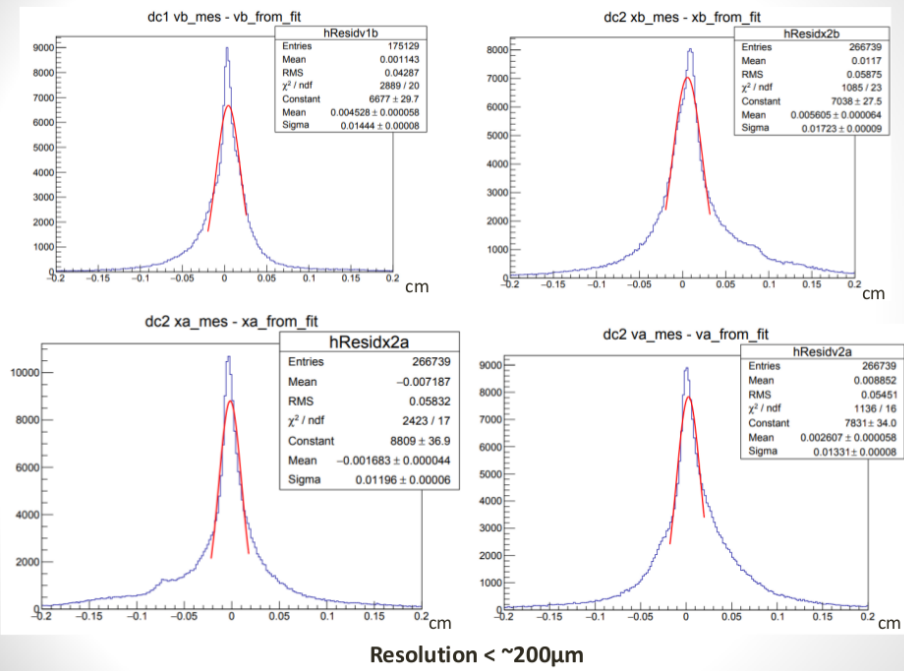 dc1 vb_mes - vb_from_fit
hResidv1b
Entries 175129
Mean 0.001143
RMS 0.04287
χ² / ndf 2889 / 20
Constant 6677 ± 29.7
Mean 0.004528 ± 0.000058
Sigma 0.01444 ± 0.00008
9000
8000
7000
6000
5000
4000
3000
2000
1000
0
-0.2 -0.15 -0.1 -0.05 0 0.05 0.1 0.15 0.2
cm
dc2 xb_mes - xb_from_fit
hResidx2b
Entries 266739
Mean 0.0117
RMS 0.05875
χ² / ndf 1085 / 23
Constant 7038 ± 27.5
Mean 0.005605 ± 0.000064
Sigma 0.01723 ± 0.00009
8000
7000
6000
5000
4000
3000
2000
1000
0
-0.2 -0.15 -0.1 -0.05 0 0.05 0.1 0.15 0.2
cm
dc2 xa_mes - xa_from_fit
hResidx2a
Entries 266739
Mean -0.007187
RMS 0.05832
χ² / ndf 2423 / 17
Constant 8809 ± 36.9
Mean -0.001683 ± 0.000044
Sigma 0.01196 ± 0.00006
10000
8000
6000
4000
2000
0
-0.2 -0.15 -0.1 -0.05 0 0.05 0.1 0.15 0.2
cm
dc2 va_mes - va_from_fit
hResidv2a
Entries 266739
Mean 0.008852
RMS 0.05451
χ² / ndf 1136 / 16
Constant 7831 ± 34.0
Mean 0.002607 ± 0.000058
Sigma 0.01331 ± 0.00008
9000
8000
7000
6000
5000
4000
3000
2000
1000
0
-0.2 -0.15 -0.1 -0.05 0 0.05 0.1 0.15 0.2
cm
Resolution < ~200μm